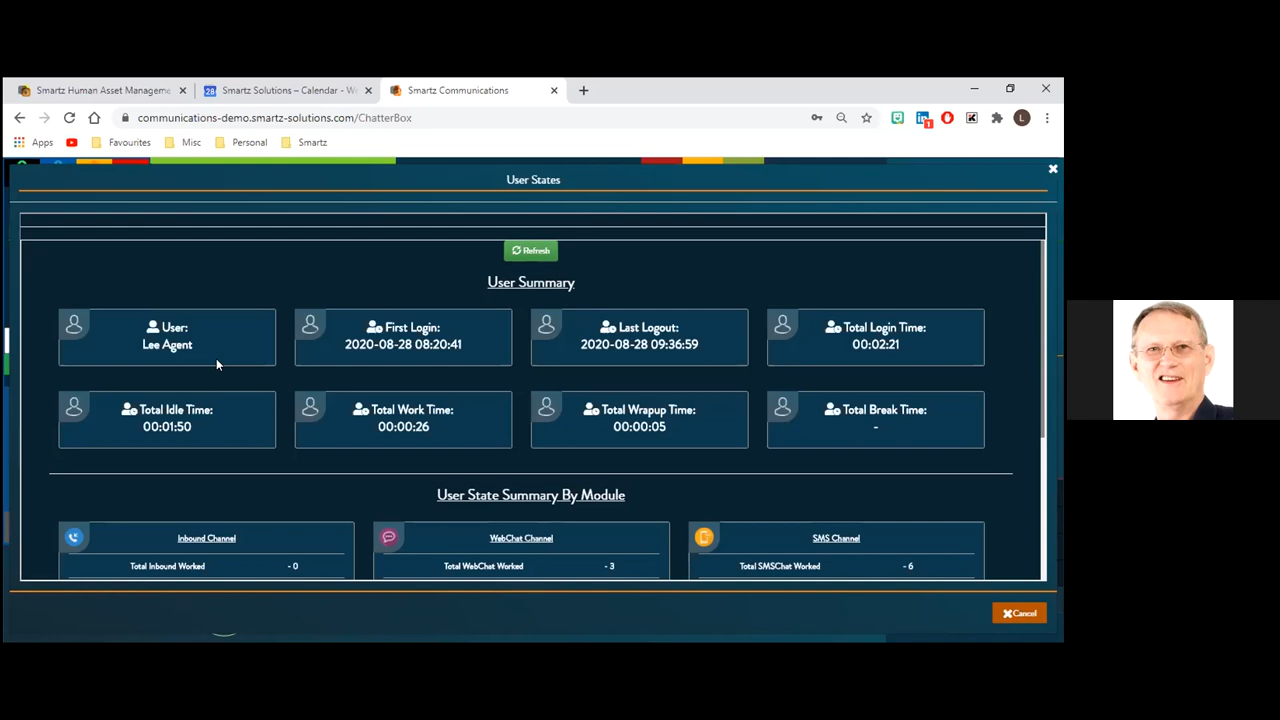 Smartz Human Asset Manageme
Smartz Solutions – Calendar - We
Smartz Communications
communications-demo.smartz-solutions.com/ChatterBox
1
L
Apps
Favourites
Misc
Personal
Smartz
User States
Refresh
User Summary
User:
Lee Agent
First Login:
2020-08-28 08:20:41
Last Logout:
2020-08-28 09:36:59
Total Login Time:
00:02:21
Total Idle Time:
00:01:50
Total Work Time:
00:00:26
Total Wrapup Time:
00:00:05
Total Break Time:
-
User State Summary By Module
Inbound Channel
Total Inbound Worked - 0
WebChat Channel
Total WebChat Worked - 3
SMS Channel
Total SMSChat Worked - 6
Cancel